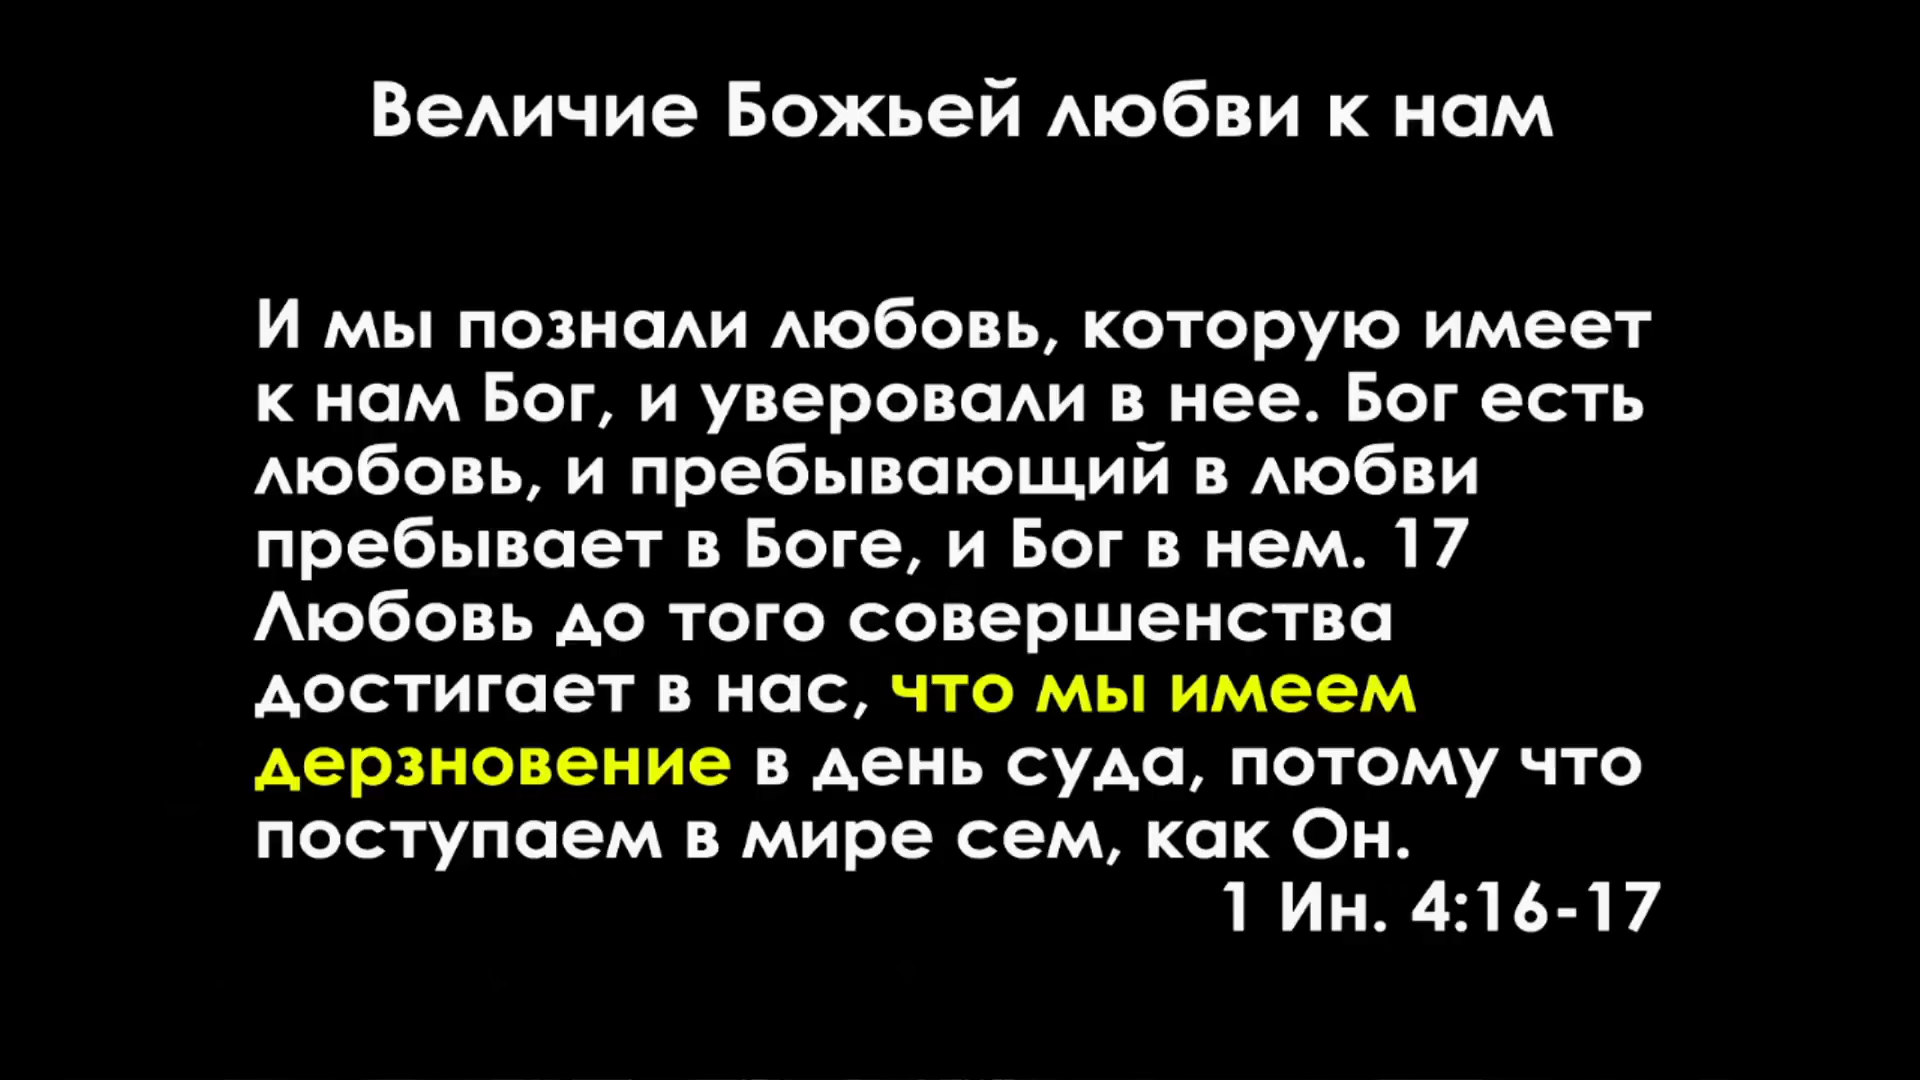 Величие Божьей любви к нам
И мы познали любовь, которую имеет
к нам Бог, и уверовали в нее. Бог есть
любовь, и пребывающий в любви
пребывает в Боге, и Бог в нем. 17
Любовь до того совершенства
достигает в нас, что мы имеем
дерзновение в день суда, потому что
поступаем в мире сем, как Он.
1 Ин. 4:16-17